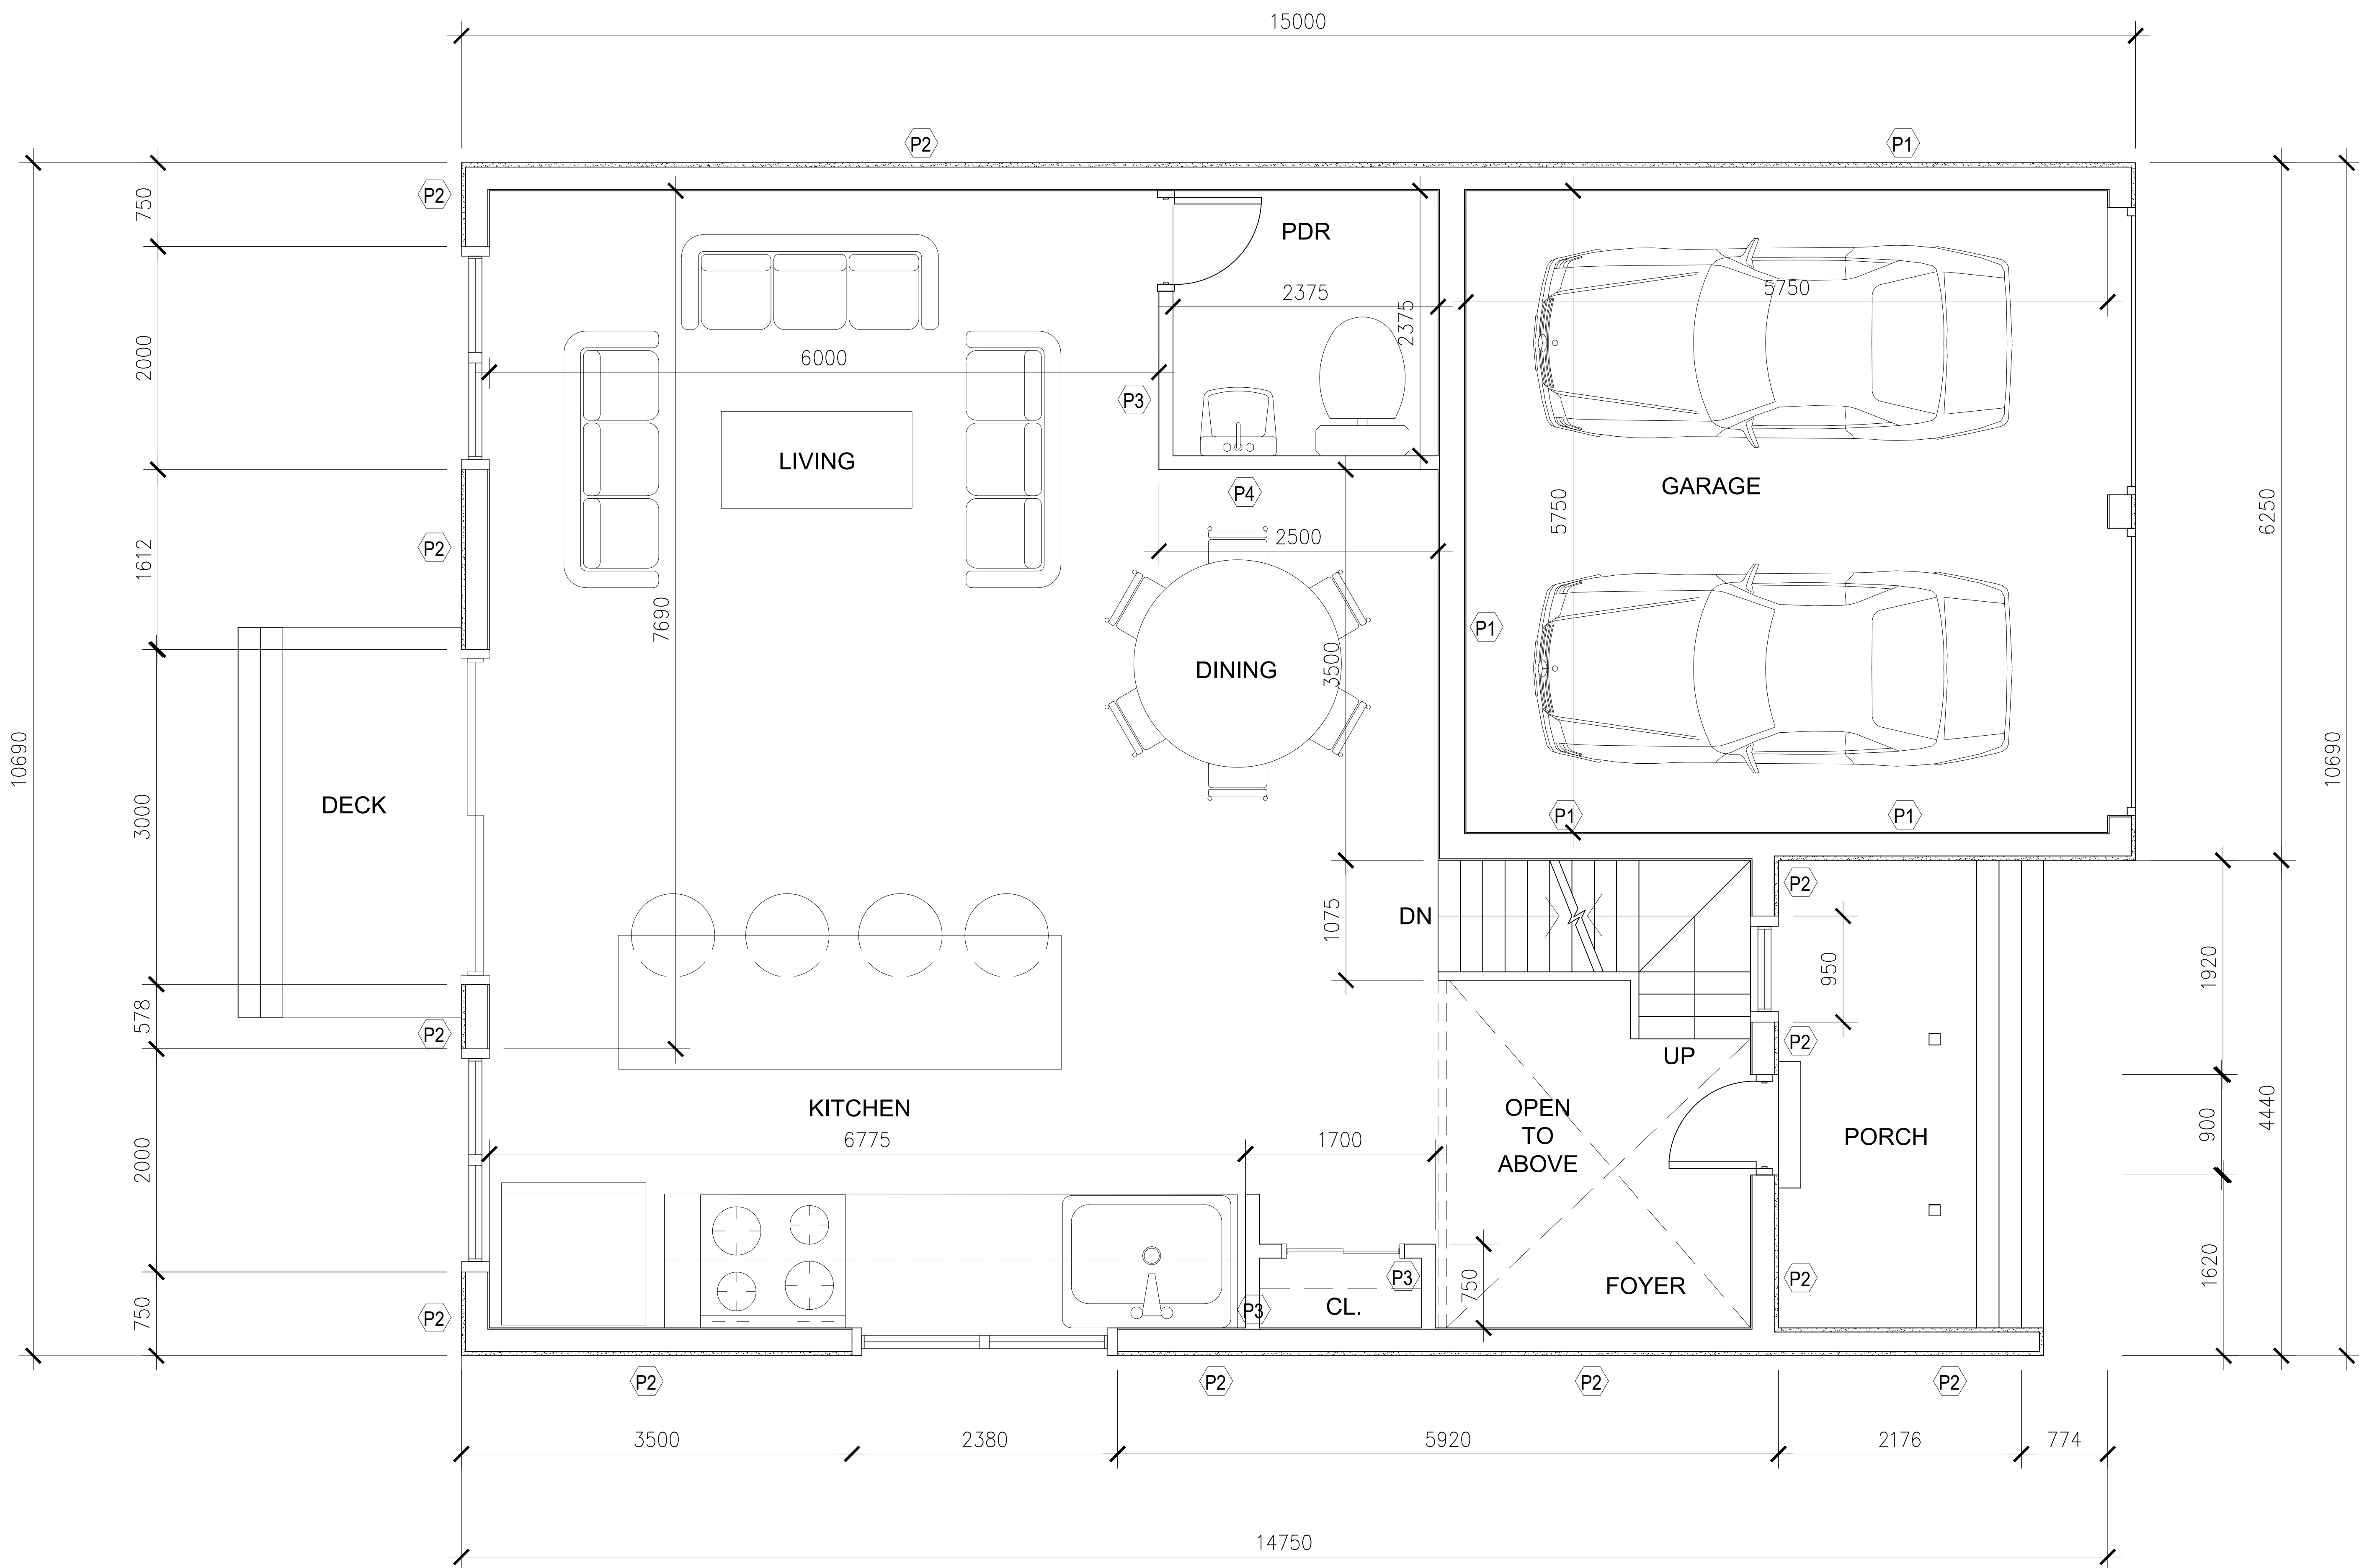 15000
P2
P1
750
P2
PDR
2375
5750
2375
2000
6000
P3
LIVING
P4
GARAGE
5750
6250
2500
1612
P2
7690
P1
3500
DINING
10690
10690
3000
DECK
P1
P1
P2
DN
1075
950
1920
578
P2
P2
UP
KITCHEN
6775
1700
OPEN
TO
ABOVE
PORCH
900
4440
2000
750
P3
P3
CL.
FOYER
P2
1620
750
P2
P2
P2
P2
P2
3500
2380
5920
2176
774
14750